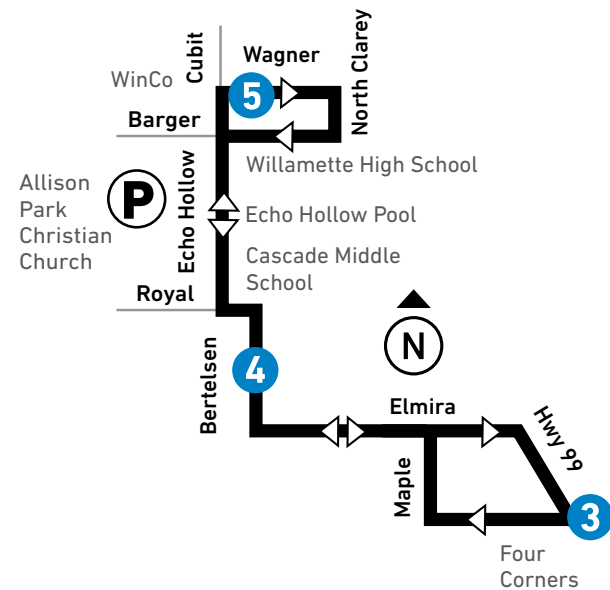 Cubit
Wagner
North Clarey
WinCo
5
Barger
Willamette High School
Allison
Park
Christian
Church
P
Echo Hollow
Echo Hollow Pool
Cascade Middle
School
Royal
N
Bertelsen
4
Elmira
Hwy 99
Maple
3
Four
Corners